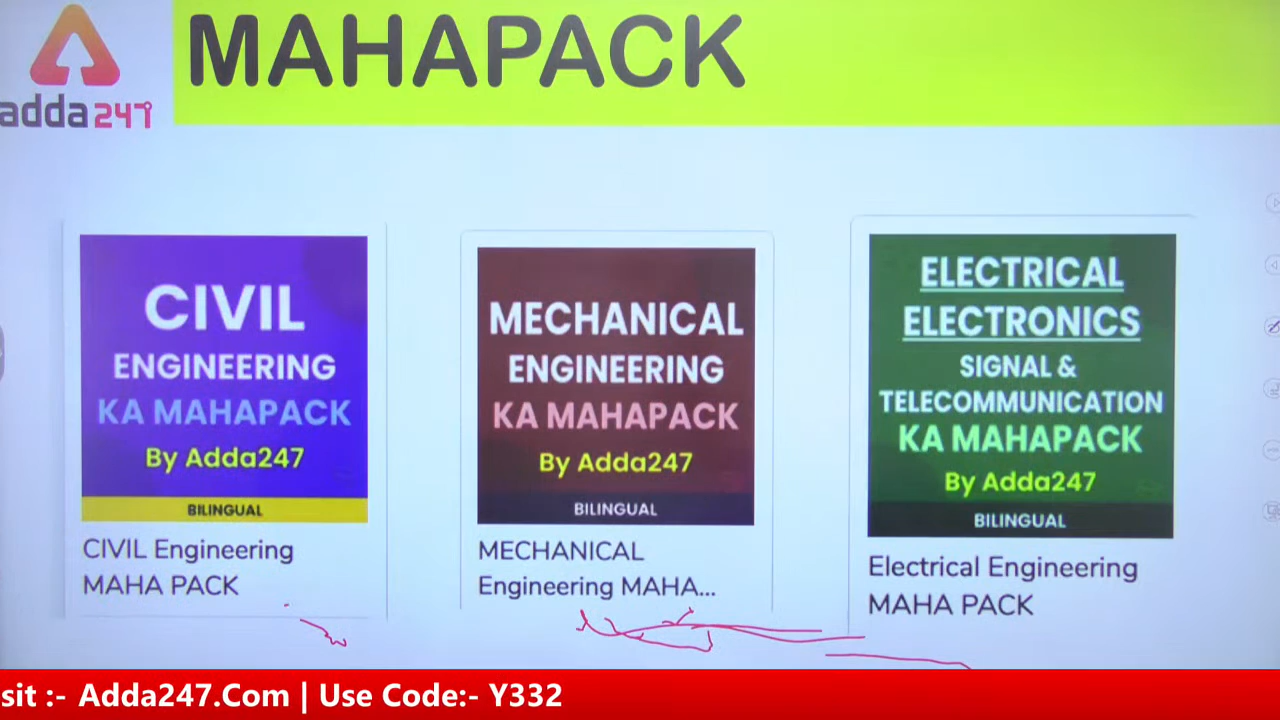 MAHAPACK
adda247
CIVIL
ENGINEERING
KA MAHAPACK
By Adda247
BILINGUAL
CIVIL Engineering
MAHA PACK
MECHANICAL
ENGINEERING
KA MAHAPACK
By Adda247
BILINGUAL
MECHANICAL
Engineering MAHA...
ELECTRICAL
ELECTRONICS
SIGNAL &
TELECOMMUNICATION
KA MAHAPACK
By Adda247
BILINGUAL
Electrical Engineering
MAHA PACK
sit :- Adda247.Com | Use Code:- Y332